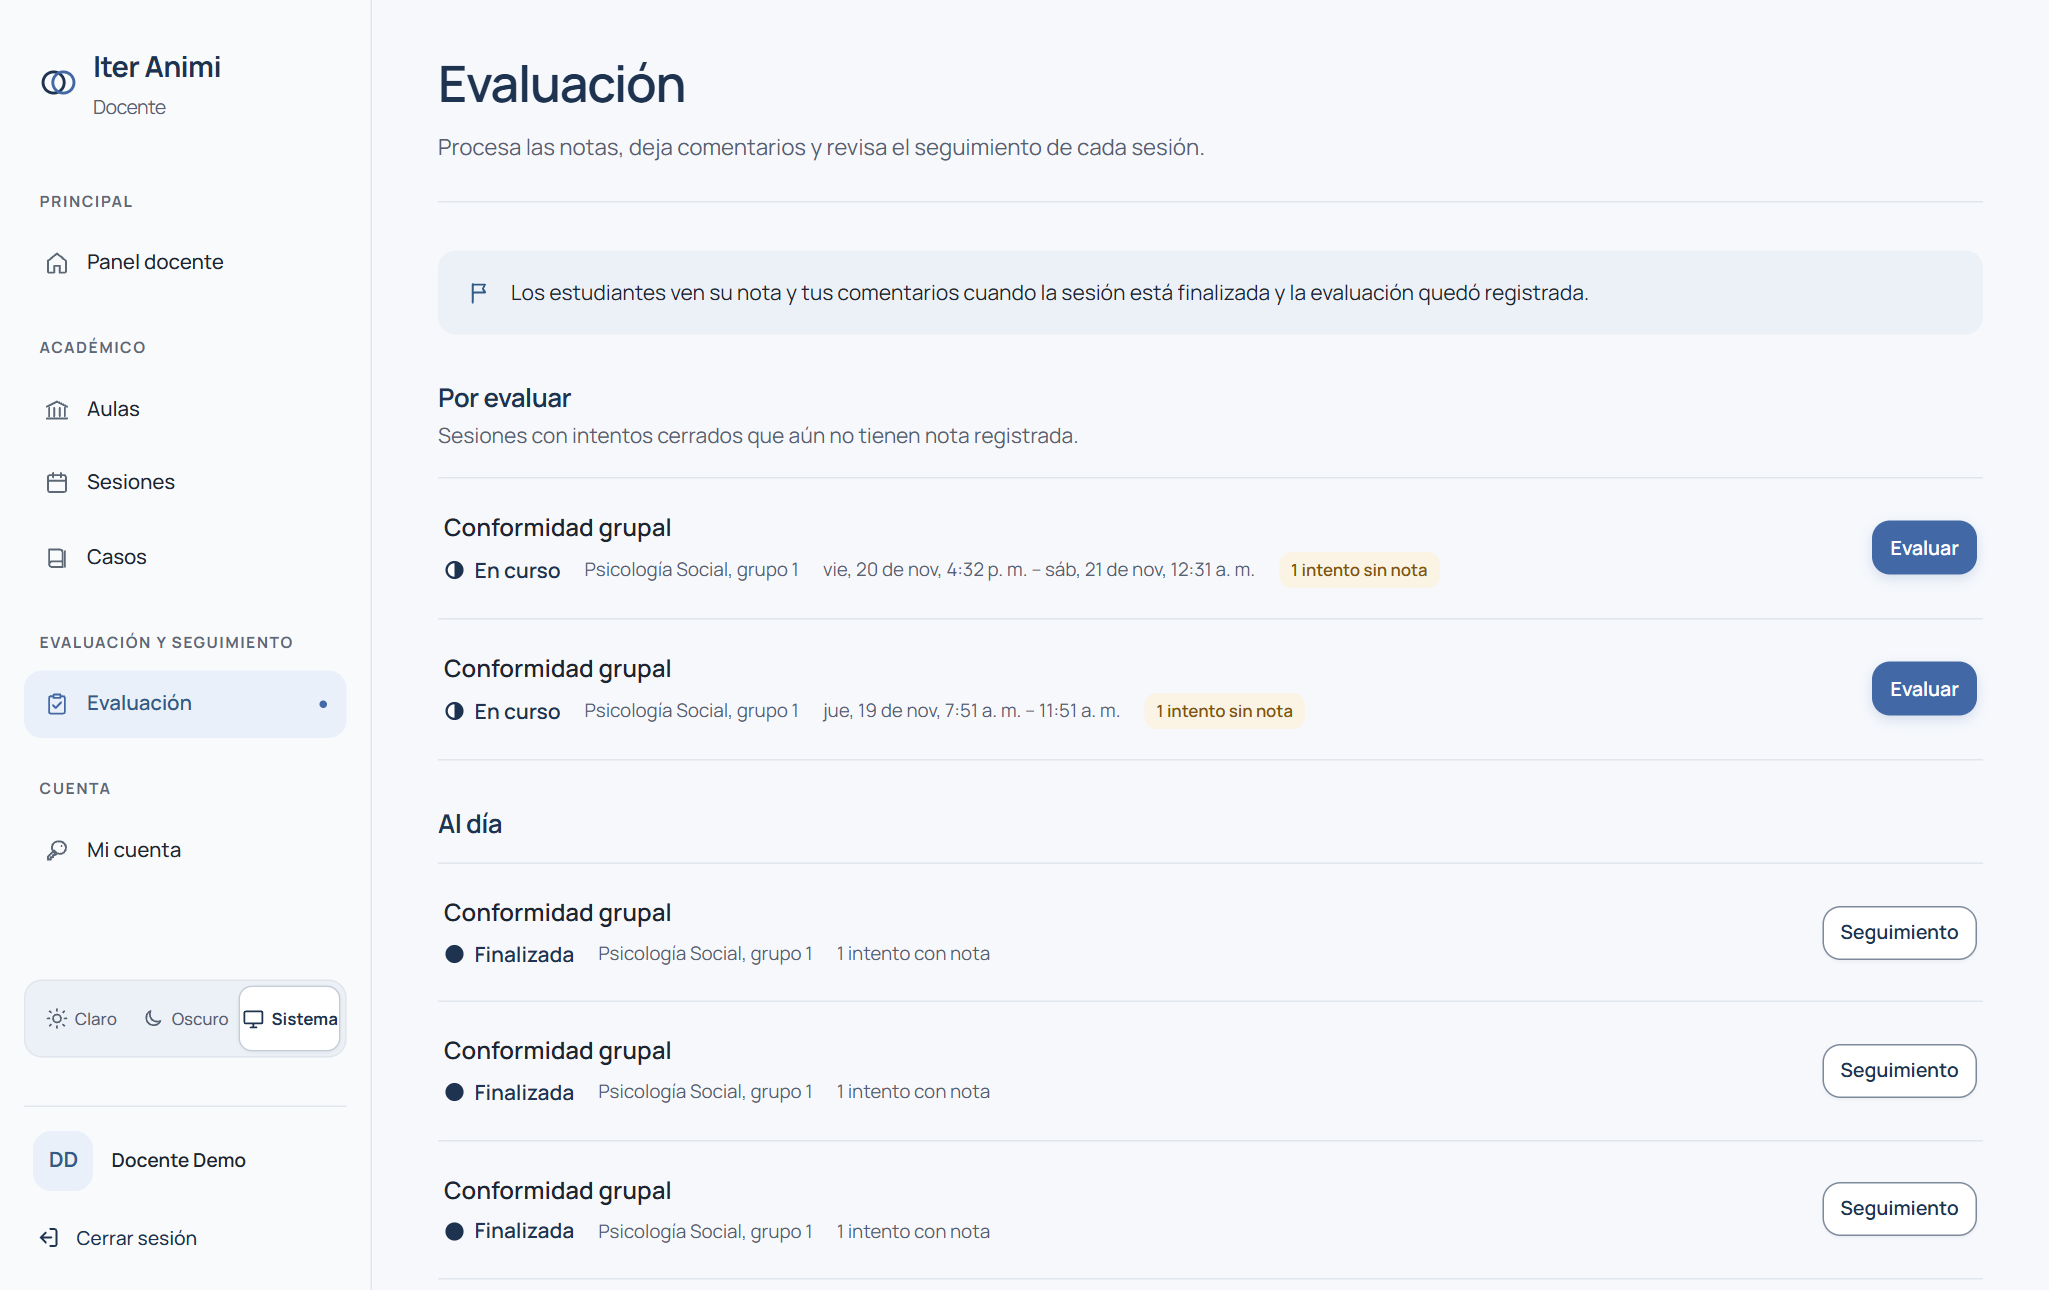 Iter Animi
Docente
PRINCIPAL
Panel docente
ACADÉMICO
Aulas
Sesiones
Casos
EVALUACIÓN Y SEGUIMIENTO
Evaluación
CUENTA
Mi cuenta
Claro Oscuro Sistema
DD Docente Demo
Cerrar sesión
Evaluación
Procesa las notas, deja comentarios y revisa el seguimiento de cada sesión.
Los estudiantes ven su nota y tus comentarios cuando la sesión está finalizada y la evaluación quedó registrada.
Por evaluar
Sesiones con intentos cerrados que aún no tienen nota registrada.
Conformidad grupal
En curso Psicología Social, grupo 1 vie, 20 de nov, 4:32 p. m. – sáb, 21 de nov, 12:31 a. m. 1 intento sin nota
Evaluar
Conformidad grupal
En curso Psicología Social, grupo 1 jue, 19 de nov, 7:51 a. m. – 11:51 a. m. 1 intento sin nota
Evaluar
Al día
Conformidad grupal
Finalizada Psicología Social, grupo 1 1 intento con nota
Seguimiento
Conformidad grupal
Finalizada Psicología Social, grupo 1 1 intento con nota
Seguimiento
Conformidad grupal
Finalizada Psicología Social, grupo 1 1 intento con nota
Seguimiento